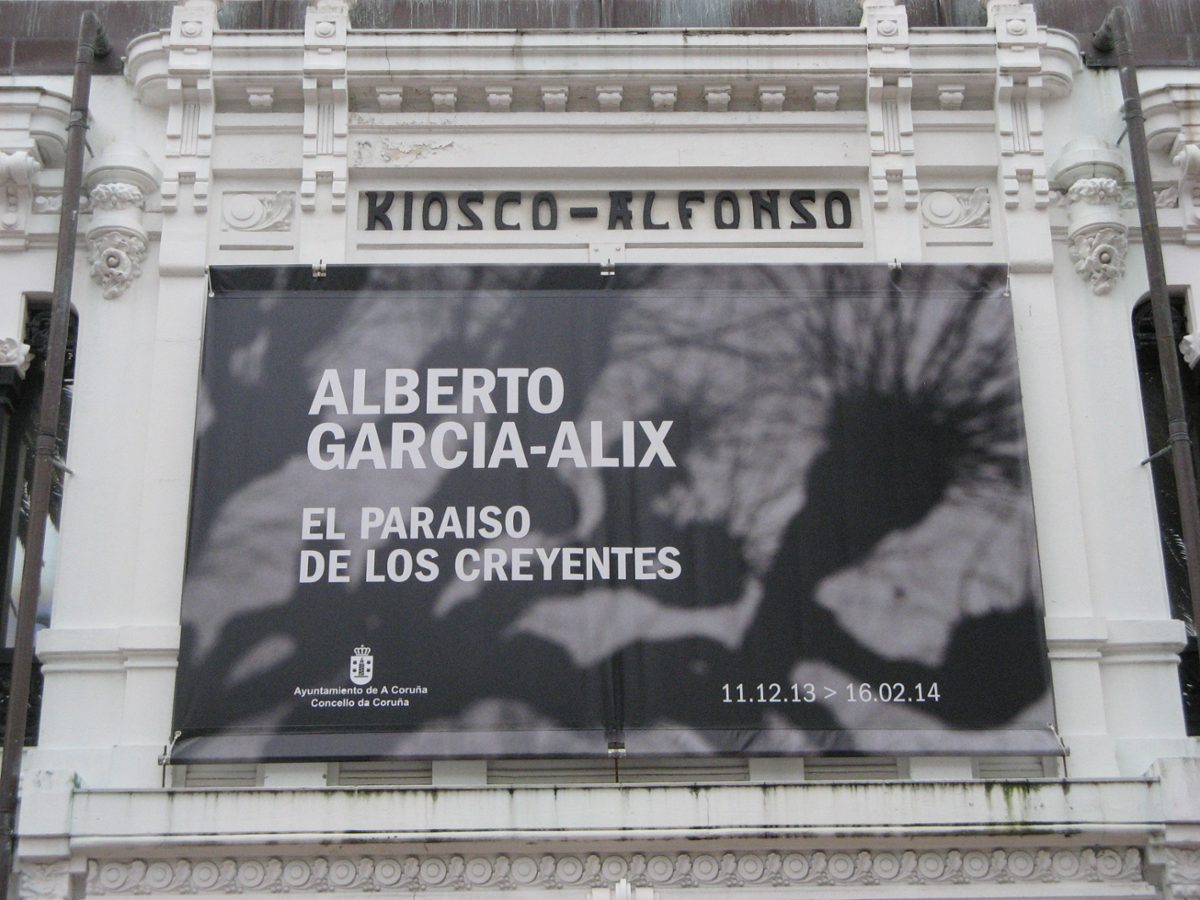 KIOSCO-ALFONSO
ALBERTO
GARCIA-ALIX
EL PARAISO
DE LOS CREYENTES
Ayuntamiento de A Coruña
Concello da Coruña
11.12.13 > 16.02.14